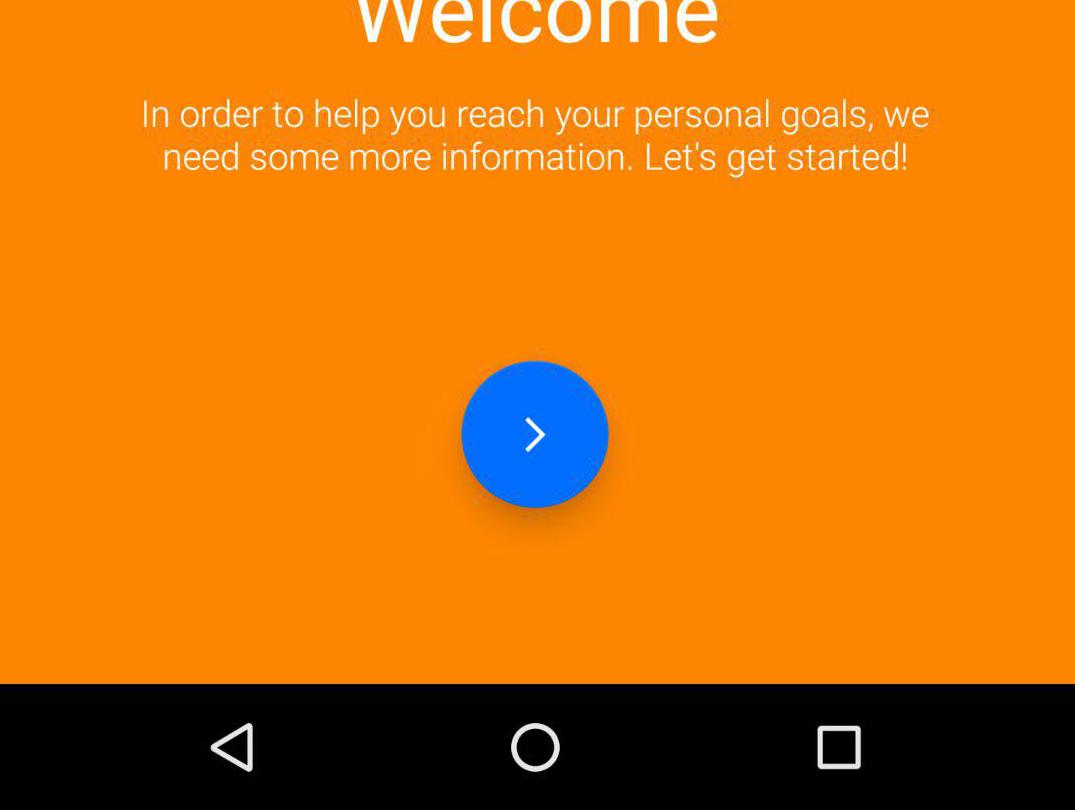 Welcome
In order to help you reach your personal goals, we
need some more information. Let's get started!